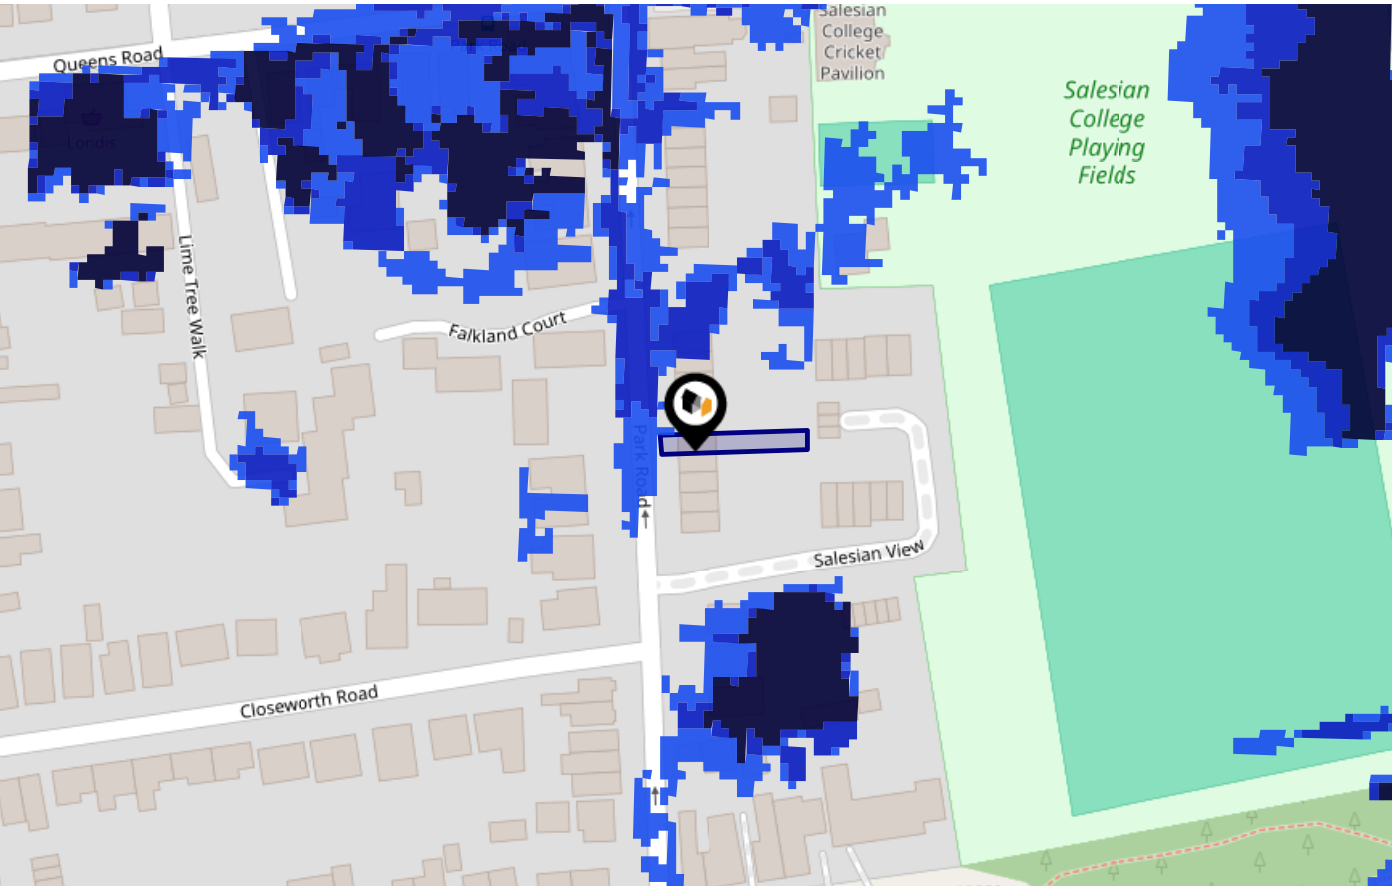 Salesian
College
Cricket
Pavilion
Queens Road
Salesian
College
Playing
Fields
Londis
Lime Tree Walk
Falkland Court
Park Road
Salesian View
Closeworth Road